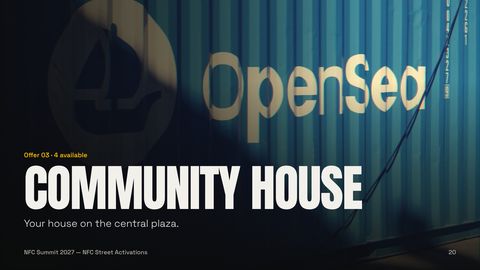 OpenSea
Offer 03 · 4 available
COMMUNITY HOUSE
Your house on the central plaza.
NFC Summit 2027 — NFC Street Activations
20